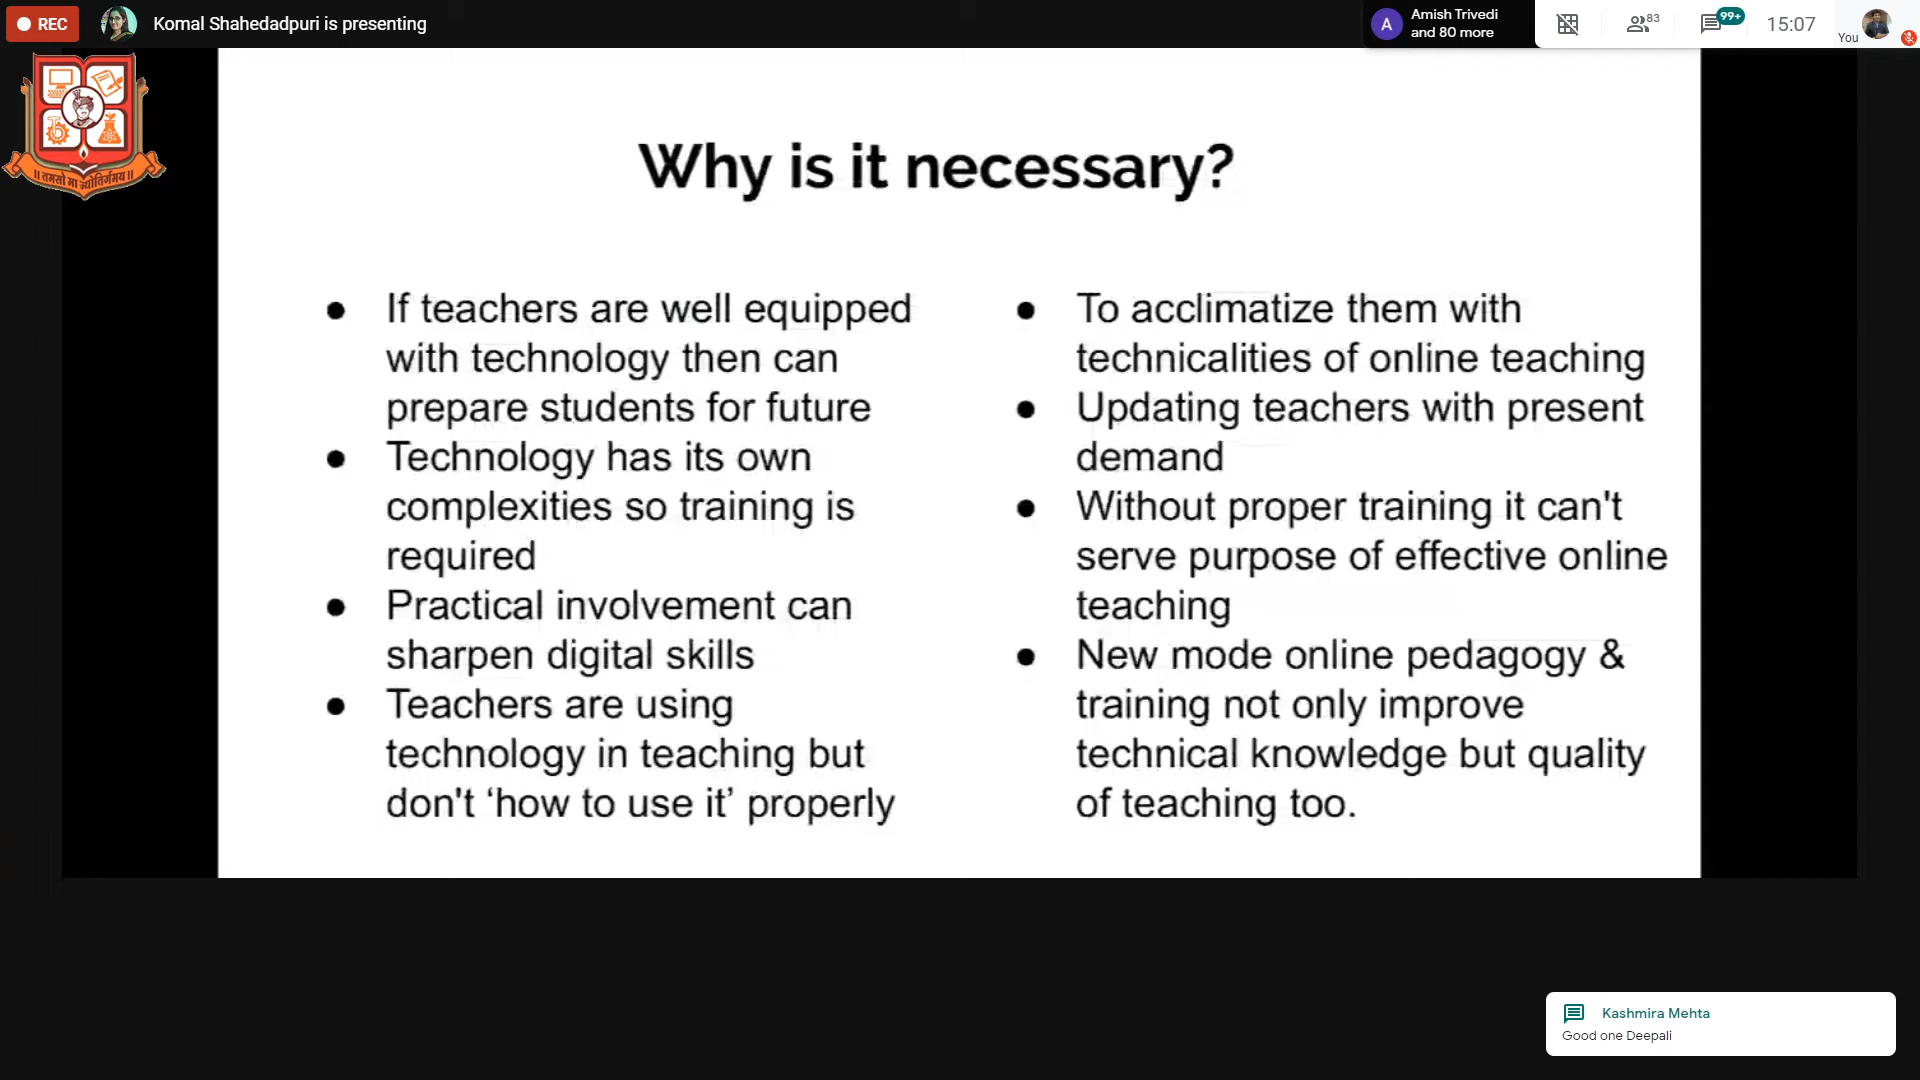 REC
Komal Shahedadpuri is presenting
A
Amish Trivedi
and 80 more
83
99+
15:07
You
॥ तमसो मा ज्योतिर्गमय ॥
Why is it necessary?
● If teachers are well equipped
with technology then can
prepare students for future
● Technology has its own
complexities so training is
required
● Practical involvement can
sharpen digital skills
● Teachers are using
technology in teaching but
don't ‘how to use it’ properly
● To acclimatize them with
technicalities of online teaching
● Updating teachers with present
demand
● Without proper training it can't
serve purpose of effective online
teaching
● New mode online pedagogy &
training not only improve
technical knowledge but quality
of teaching too.
Kashmira Mehta
Good one Deepali